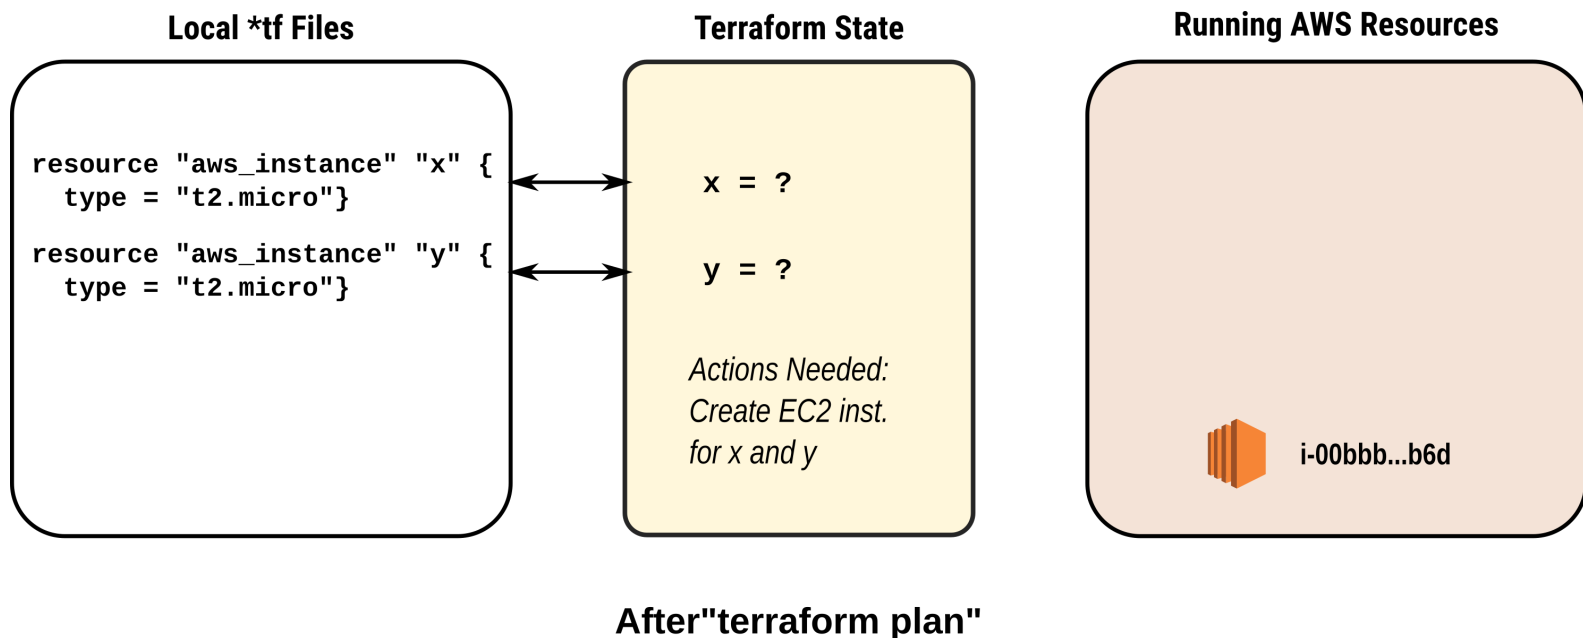 Local *tf Files
Terraform State
Running AWS Resources
resource "aws_instance" "x" {
type = "t2.micro"}
resource "aws_instance" "y" {
type = "t2.micro"}
x = ?
y = ?
Actions Needed:
Create EC2 inst.
for x and y
i-00bbb...b6d
After"terraform plan"